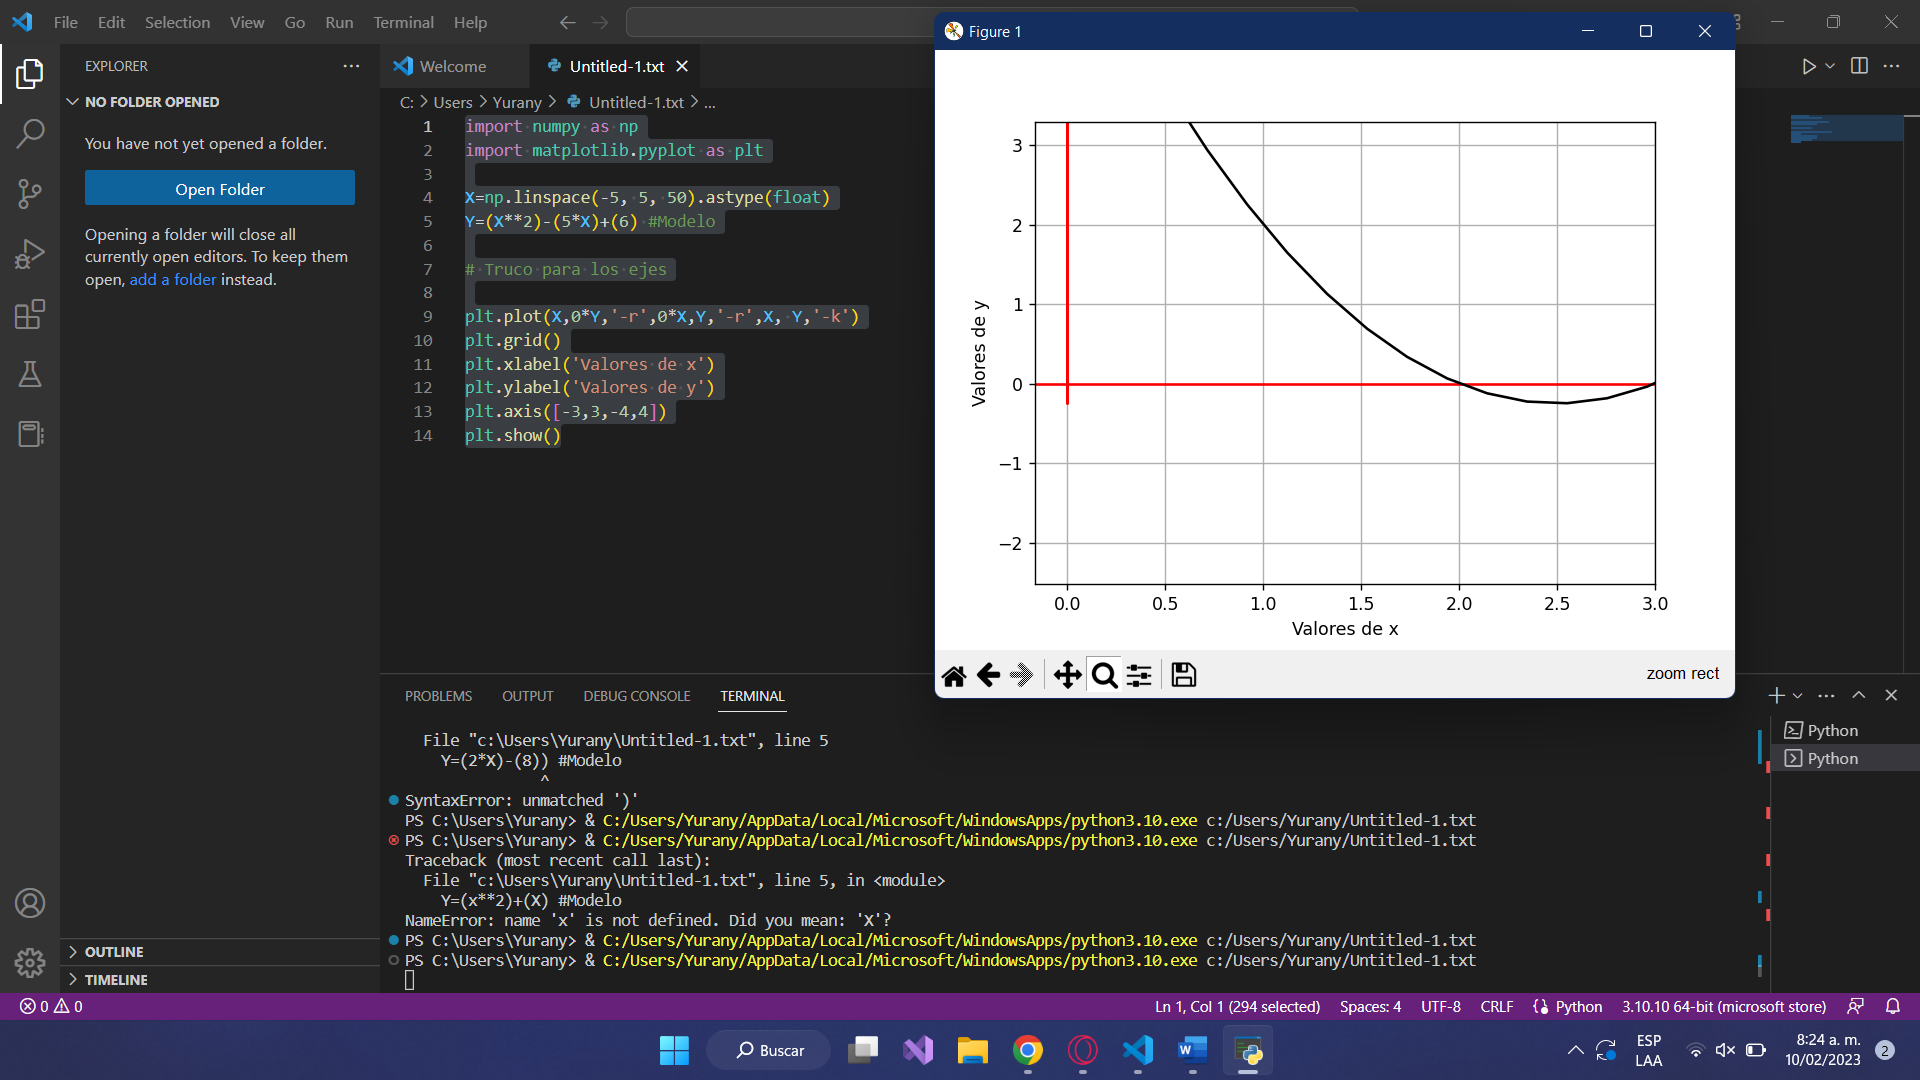 File Edit Selection View Go Run Terminal Help
EXPLORER
NO FOLDER OPENED
You have not yet opened a folder.
Open Folder
Opening a folder will close all
currently open editors. To keep them
open, add a folder instead.
OUTLINE
TIMELINE
Welcome
Untitled-1.txt
C: > Users > Yurany > Untitled-1.txt > ...
1 import numpy as np
2 import matplotlib.pyplot as plt
3
4 X=np.linspace(-5, 5, 50).astype(float)
5 Y=(X**2)-(5*X)+(6) #Modelo
6
7 # Truco para los ejes
8
9 plt.plot(X,0*Y,'-r',0*X,Y,'-r',X, Y,'-k')
10 plt.grid()
11 plt.xlabel('Valores de x')
12 plt.ylabel('Valores de y')
13 plt.axis([-3,3,-4,4])
14 plt.show()
Figure 1
3
2
1
0
−1
−2
Valores de y
0.0 0.5 1.0 1.5 2.0 2.5 3.0
Valores de x
zoom rect
PROBLEMS OUTPUT DEBUG CONSOLE TERMINAL
File "c:\Users\Yurany\Untitled-1.txt", line 5
Y=(2*X)-(8)) #Modelo
^
SyntaxError: unmatched ')'
PS C:\Users\Yurany> & C:/Users/Yurany/AppData/Local/Microsoft/WindowsApps/python3.10.exe c:/Users/Yurany/Untitled-1.txt
PS C:\Users\Yurany> & C:/Users/Yurany/AppData/Local/Microsoft/WindowsApps/python3.10.exe c:/Users/Yurany/Untitled-1.txt
Traceback (most recent call last):
File "c:\Users\Yurany\Untitled-1.txt", line 5, in <module>
Y=(x**2)+(X) #Modelo
NameError: name 'x' is not defined. Did you mean: 'X'?
PS C:\Users\Yurany> & C:/Users/Yurany/AppData/Local/Microsoft/WindowsApps/python3.10.exe c:/Users/Yurany/Untitled-1.txt
PS C:\Users\Yurany> & C:/Users/Yurany/AppData/Local/Microsoft/WindowsApps/python3.10.exe c:/Users/Yurany/Untitled-1.txt
Python
Python
0 0
Ln 1, Col 1 (294 selected) Spaces: 4 UTF-8 CRLF Python 3.10.10 64-bit (microsoft store)
Buscar
ESP
LAA
8:24 a. m.
10/02/2023
2